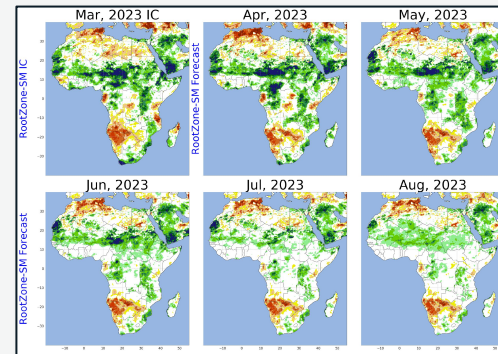 Mar, 2023 IC
Apr, 2023
May, 2023
RootZone-SM IC
RootZone-SM Forecast
Jun, 2023
Jul, 2023
Aug, 2023
RootZone-SM Forecast